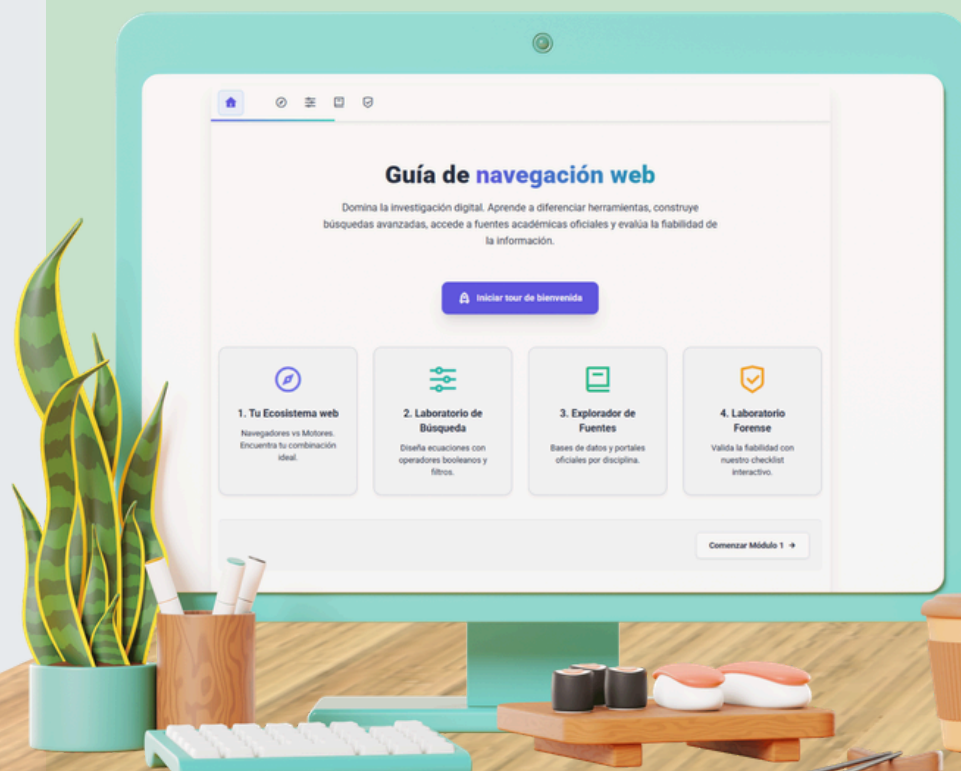 Guía de navegación web
Domina la investigación digital. Aprende a diferenciar herramientas, construye
búsquedas avanzadas, accede a fuentes académicas oficiales y evalúa la fiabilidad de
la información.
Iniciar tour de bienvenida
1. Tu Ecosistema web
Navegadores vs Motores.
Encuentra tu combinación
ideal.
2. Laboratorio de
Búsqueda
Diseña ecuaciones con
operadores booleanos y
filtros.
3. Explorador de
Fuentes
Bases de datos y portales
oficiales por disciplina.
4. Laboratorio
Forense
Valida la fiabilidad con
nuestro checklist
interactivo.
Comenzar Módulo 1 →